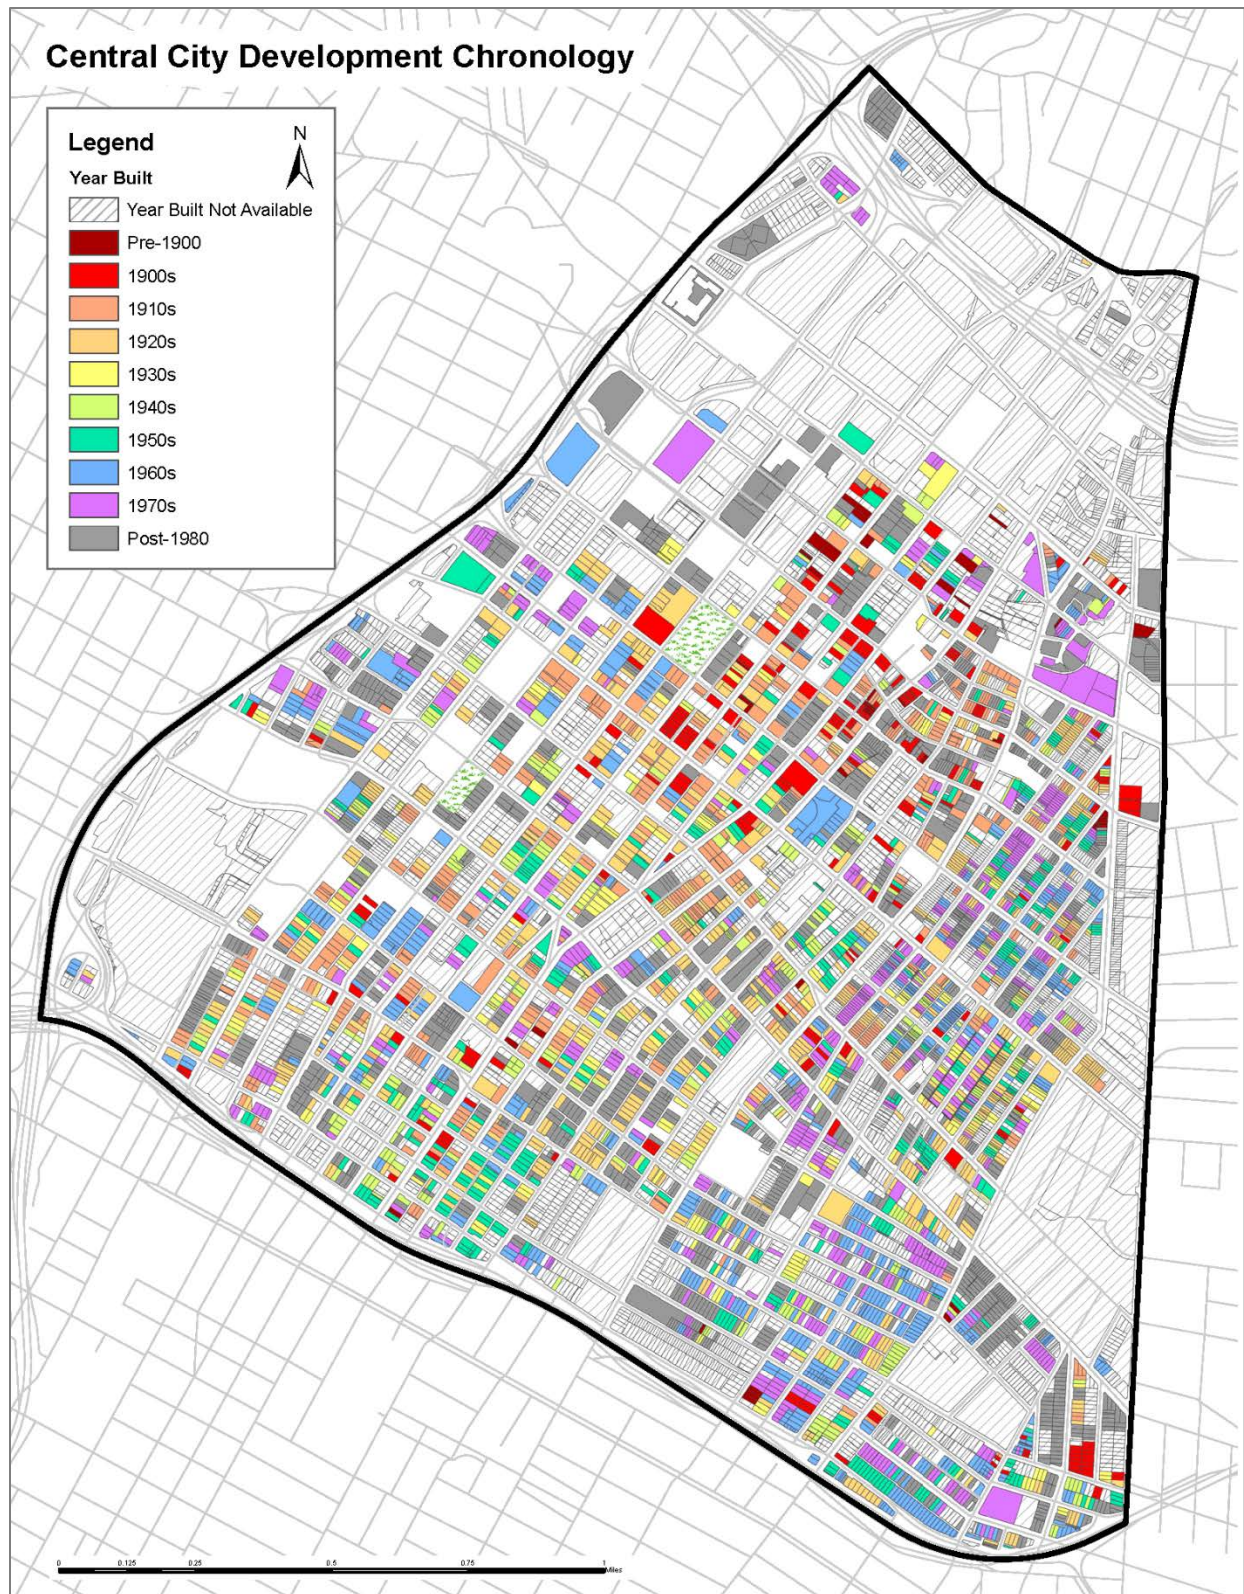 Central City Development Chronology
Legend
N
Year Built
Year Built Not Available
Pre-1900
1900s
1910s
1920s
1930s
1940s
1950s
1960s
1970s
Post-1980
0 0.125 0.25 0.5 0.75 1
Miles